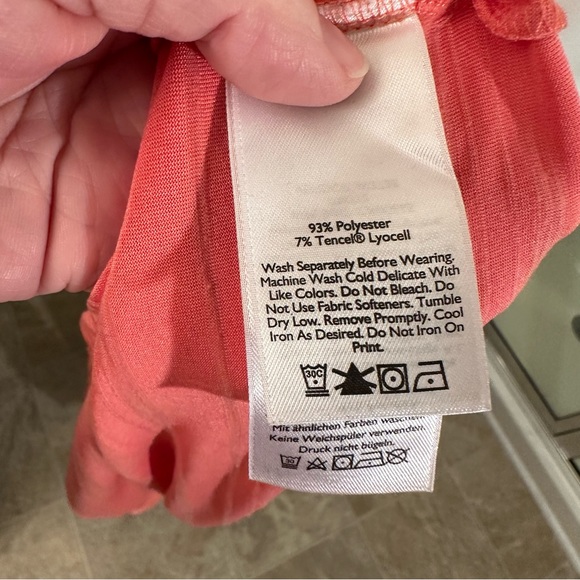 93% Polyester
7% Tencel® Lyocell
Wash Separately Before Wearing.
Machine Wash Cold Delicate With
Like Colors. Do Not Bleach. Do
Not Use Fabric Softeners. Tumble
Dry Low. Remove Promptly. Cool
Iron As Desired. Do Not Iron On
Print.
30C
Mit ähnlichen Farben waschen.
Keine Weichspüler verwenden.
Druck nicht bügeln.
30